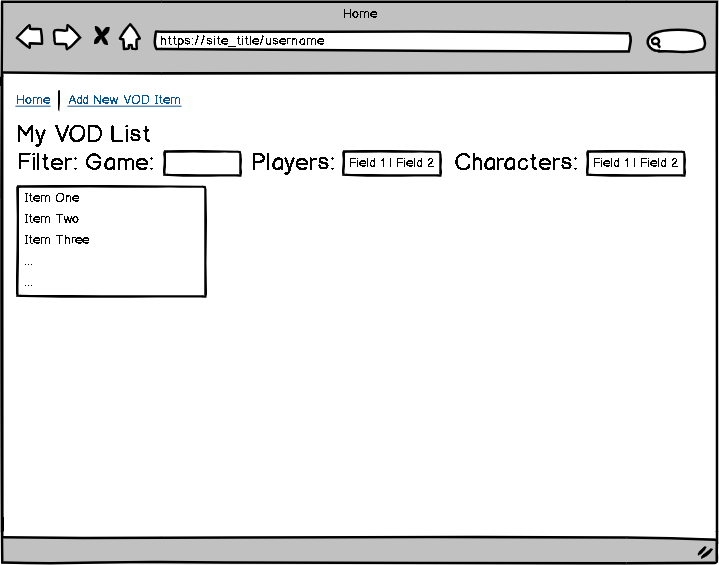 Home
https://site_title/username
Home | Add New VOD Item
My VOD List
Filter: Game: Players: Field 1 | Field 2 Characters: Field 1 | Field 2
Item One
Item Two
Item Three
...
...